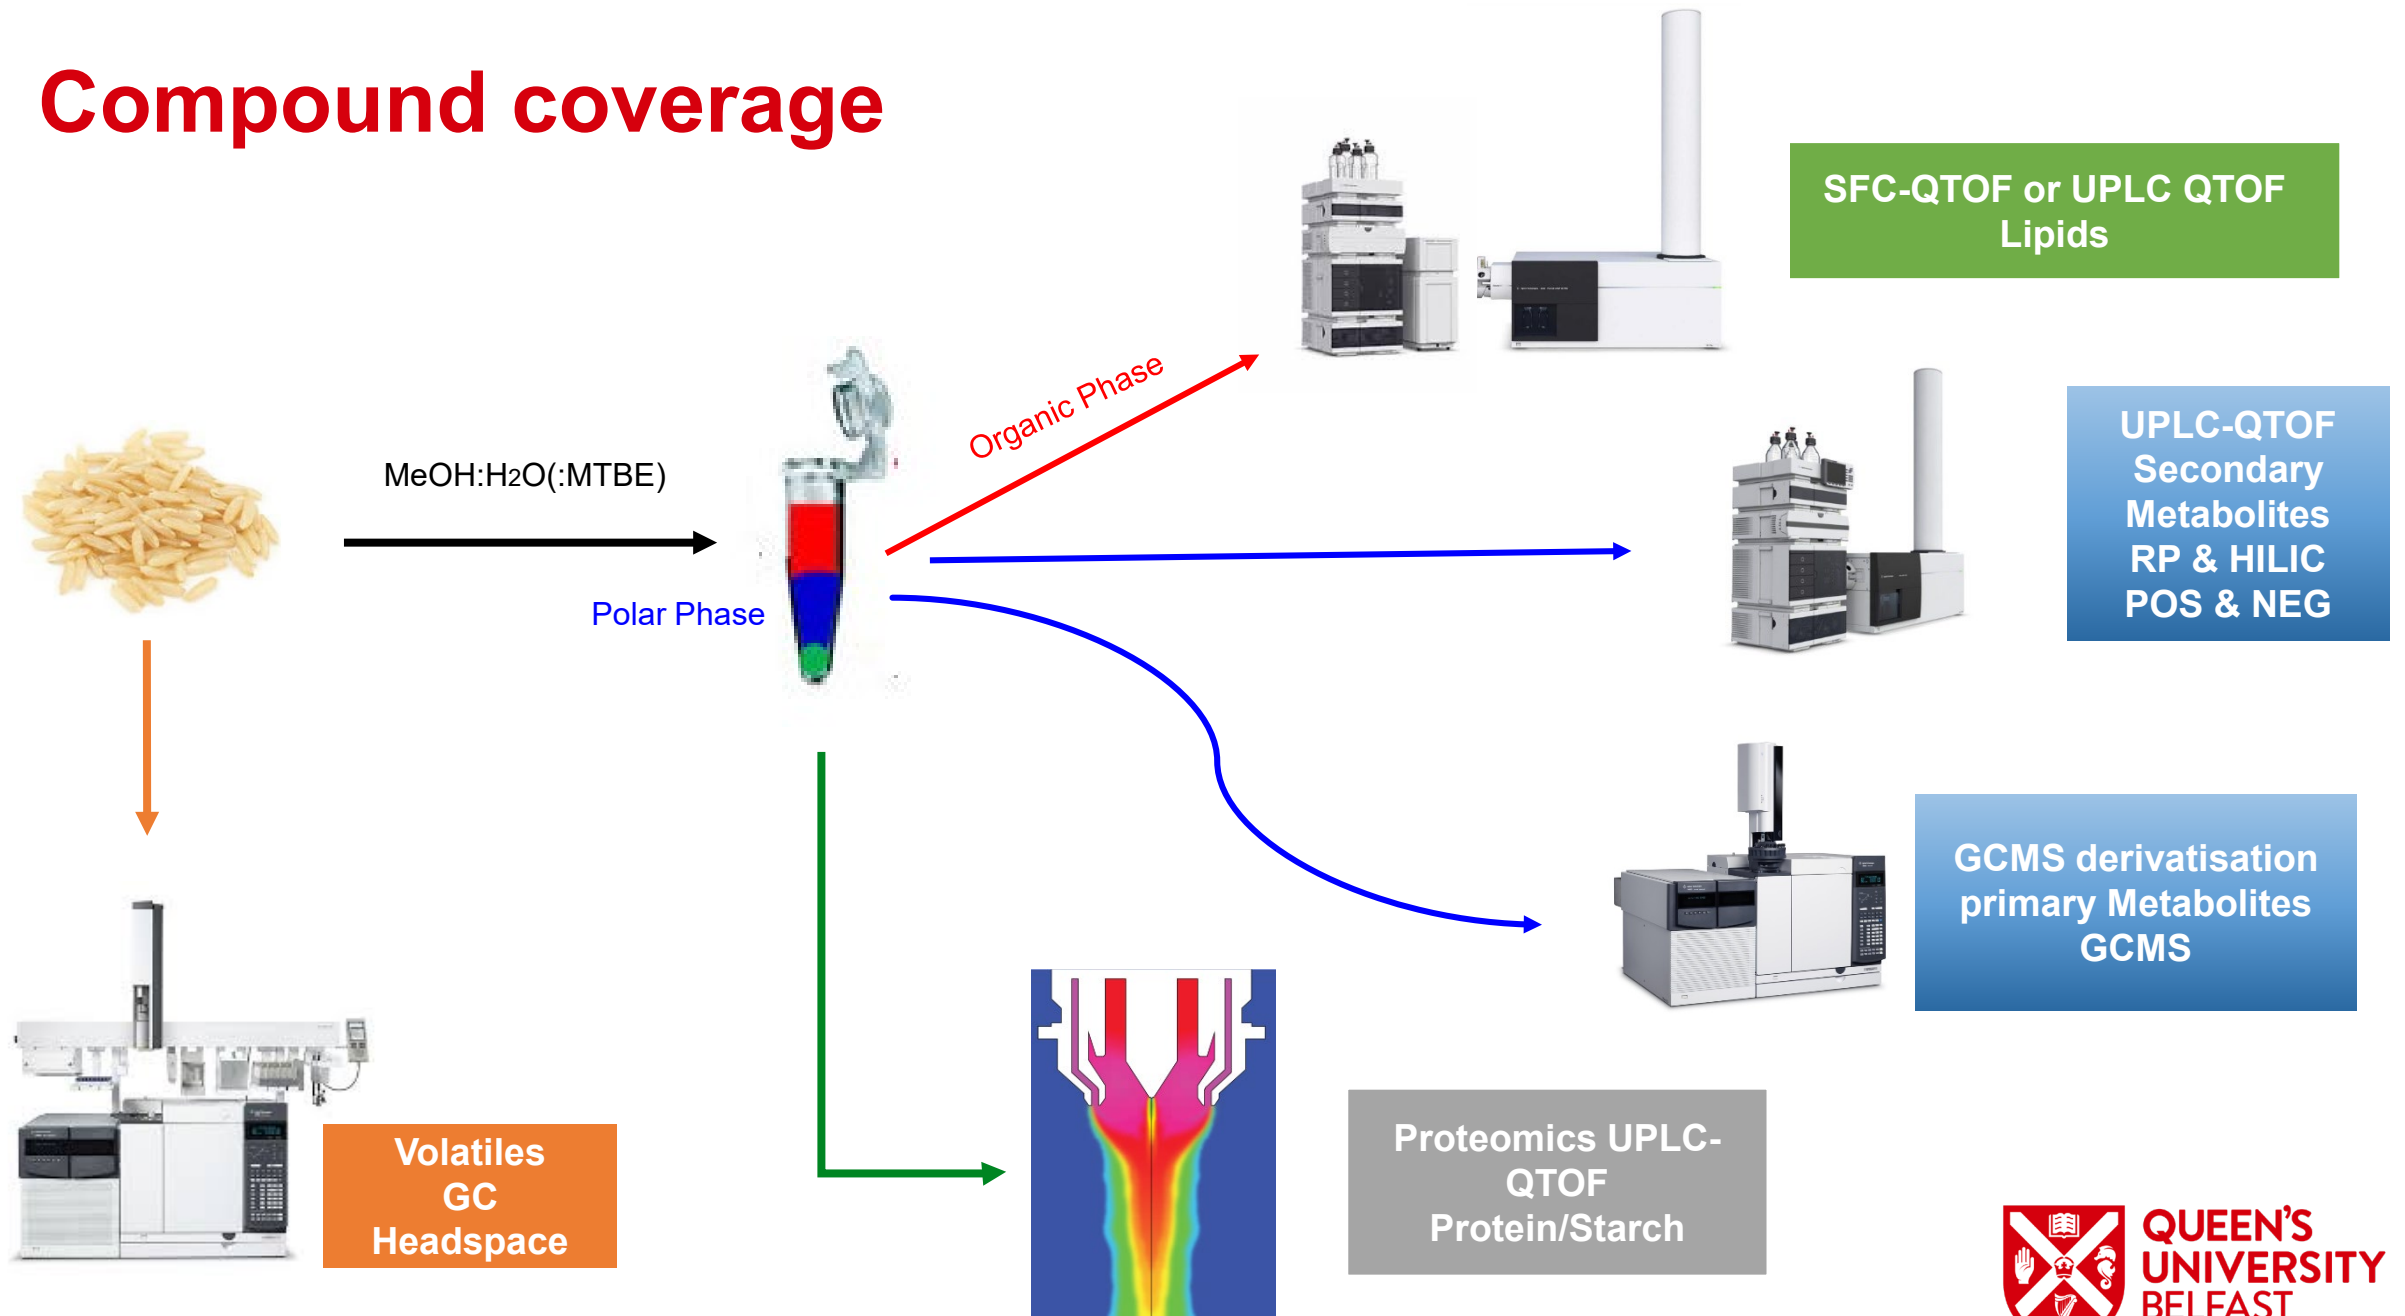 Compound coverage
SFC-QTOF or UPLC QTOF
Lipids
Organic Phase
MeOH:H2O(:MTBE)
Polar Phase
UPLC-QTOF
Secondary
Metabolites
RP & HILIC
POS & NEG
GCMS derivatisation
primary Metabolites
GCMS
Volatiles
GC
Headspace
Proteomics UPLC-
QTOF
Protein/Starch
QUEEN'S
UNIVERSITY
BELFAST